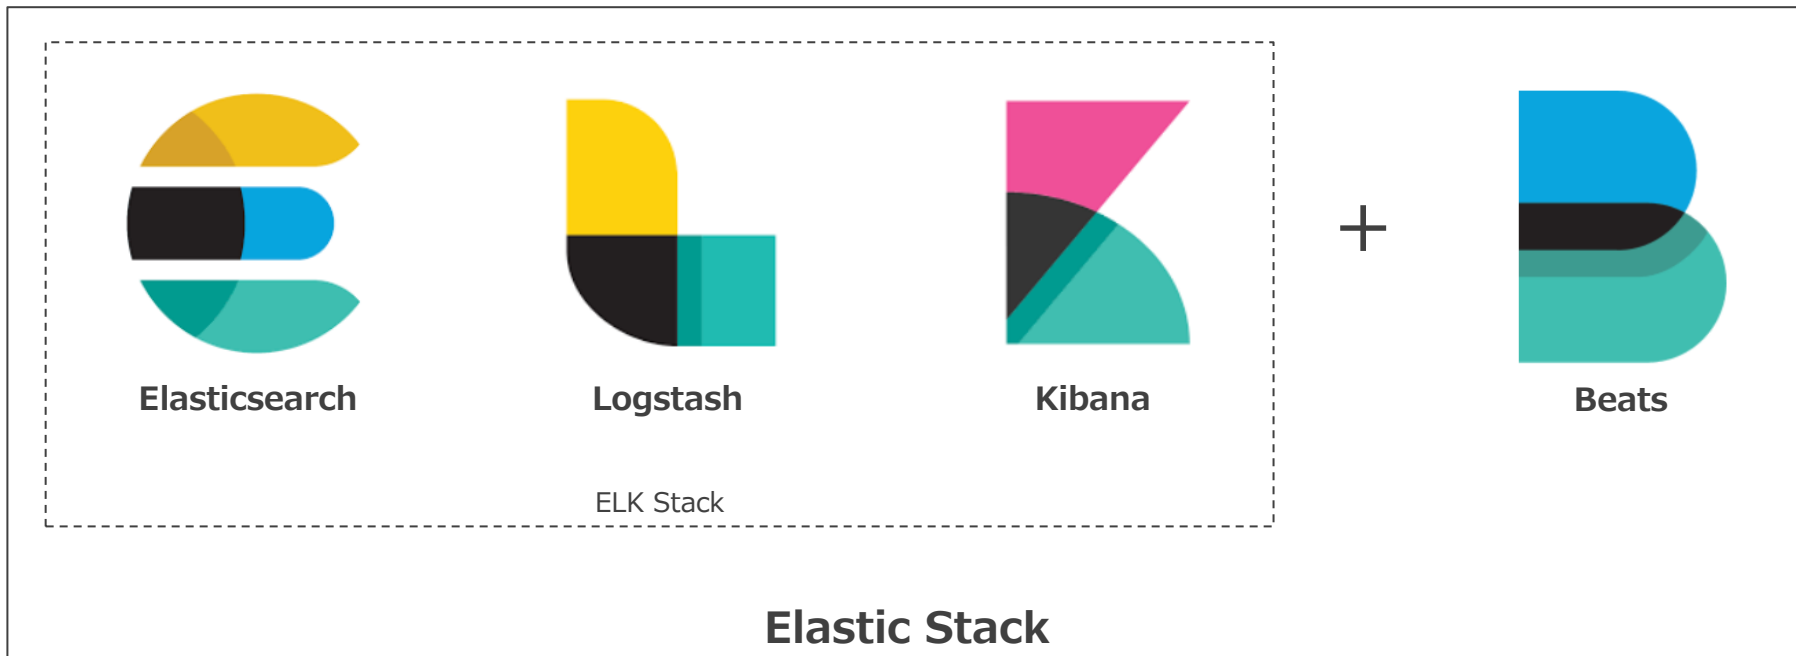 Elasticsearch
Logstash
Kibana
+
Beats
ELK Stack
Elastic Stack